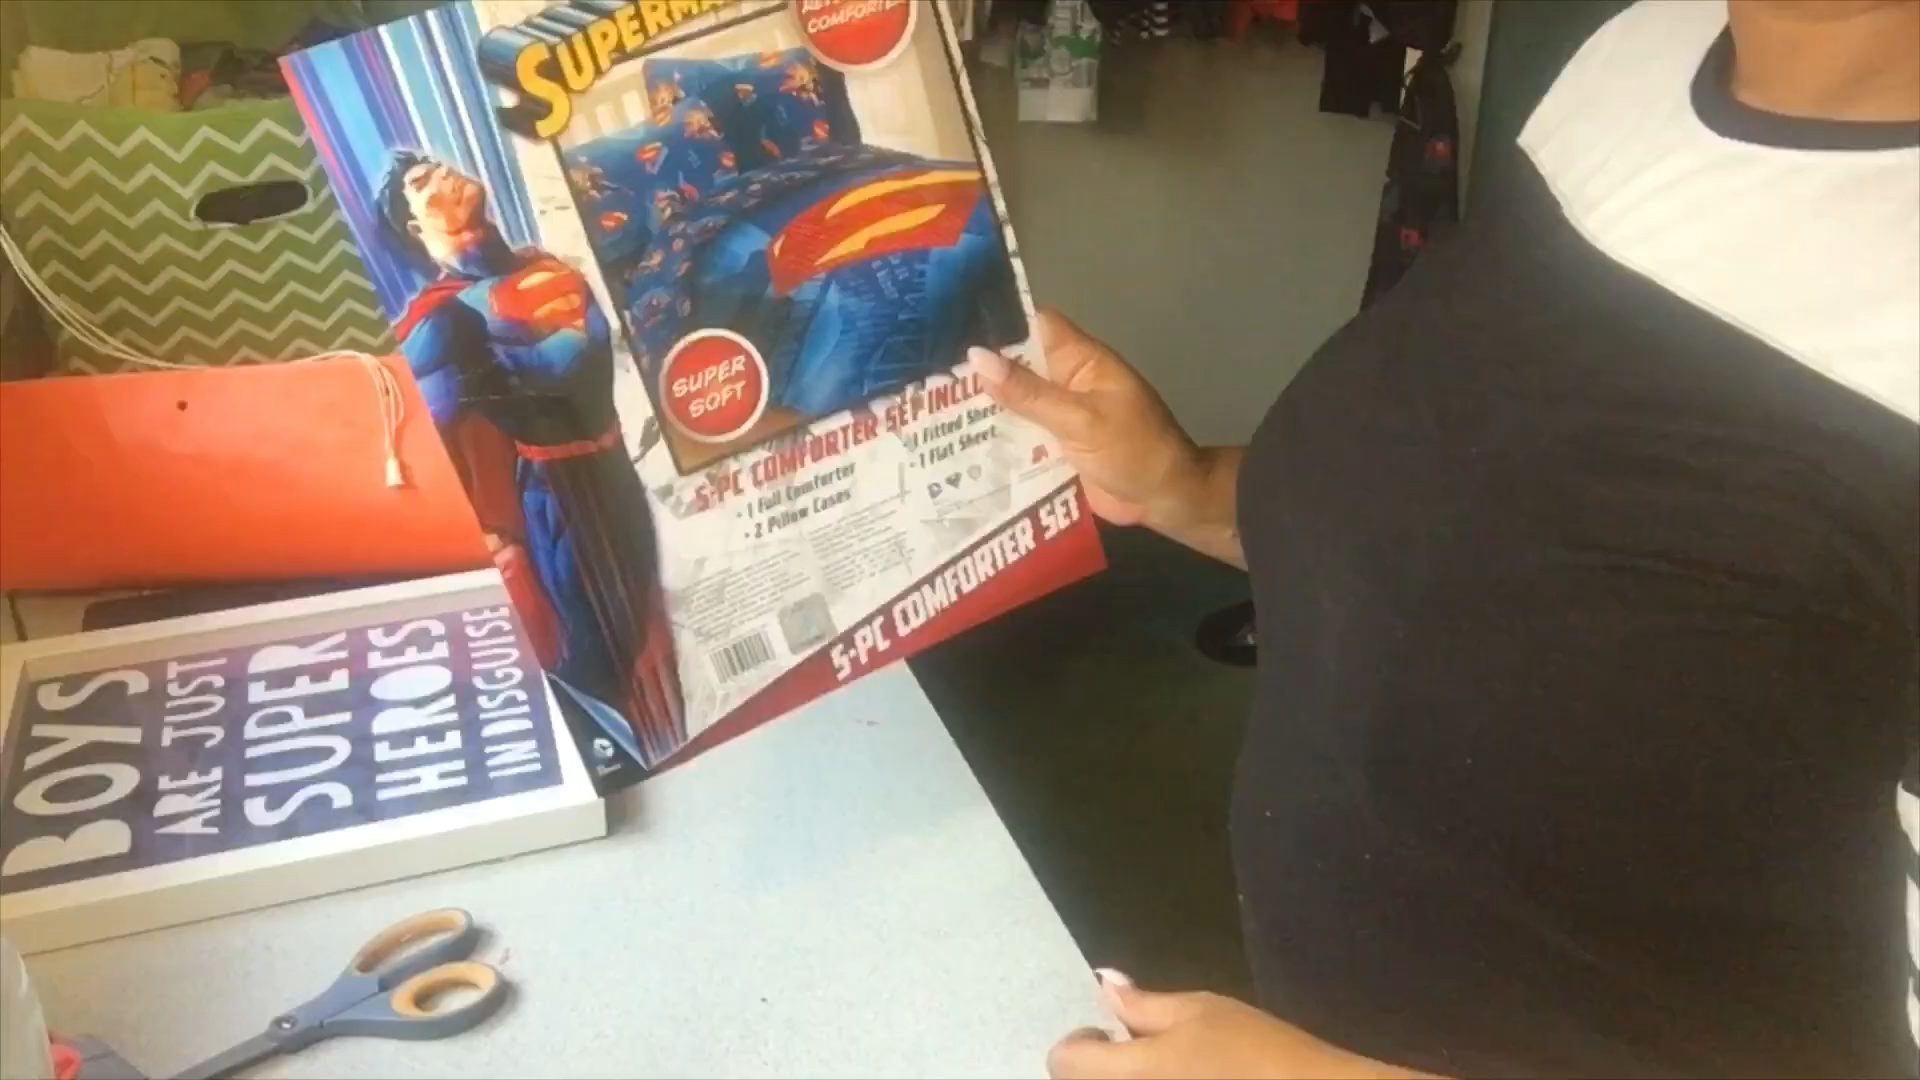 SUPERMA
COMFORTER
SUPER
SOFT
5-PC COMFORTER SET INCLU
• 1 Full Comforter
• 2 Pillow Cases
• 1 Fitted Shee
• 1 Flat Sheet
5-PC COMFORTER SET
BOYS
ARE JUST
SUPER
HEROES
IN DISGUISE